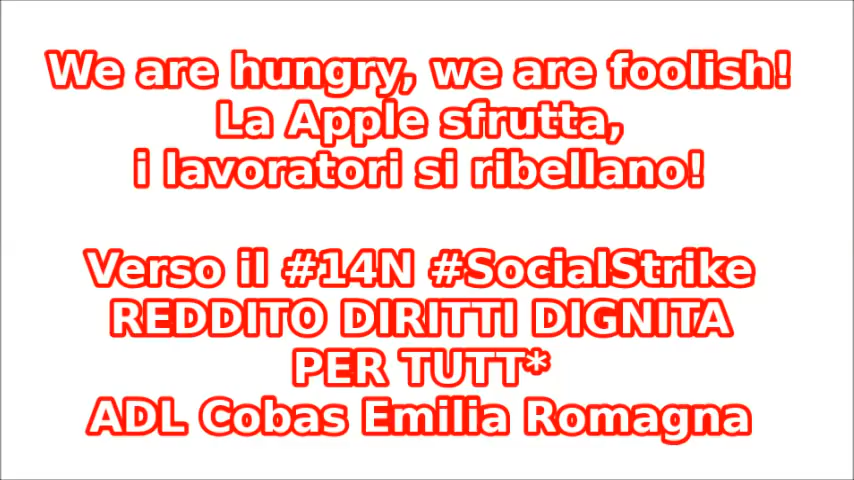 We are hungry, we are foolish!
La Apple sfrutta,
i lavoratori si ribellano!
Verso il #14N #SocialStrike
REDDITO DIRITTI DIGNITA
PER TUTT*
ADL Cobas Emilia Romagna